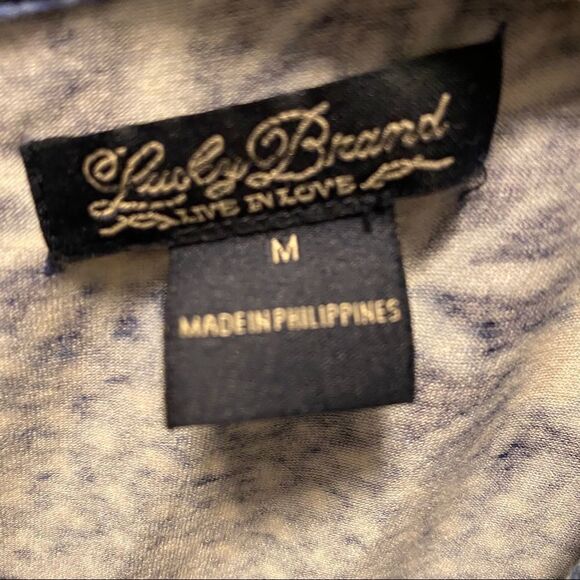 Lucky Brand
LIVE IN LOVE
M
MADE IN PHILIPPINES